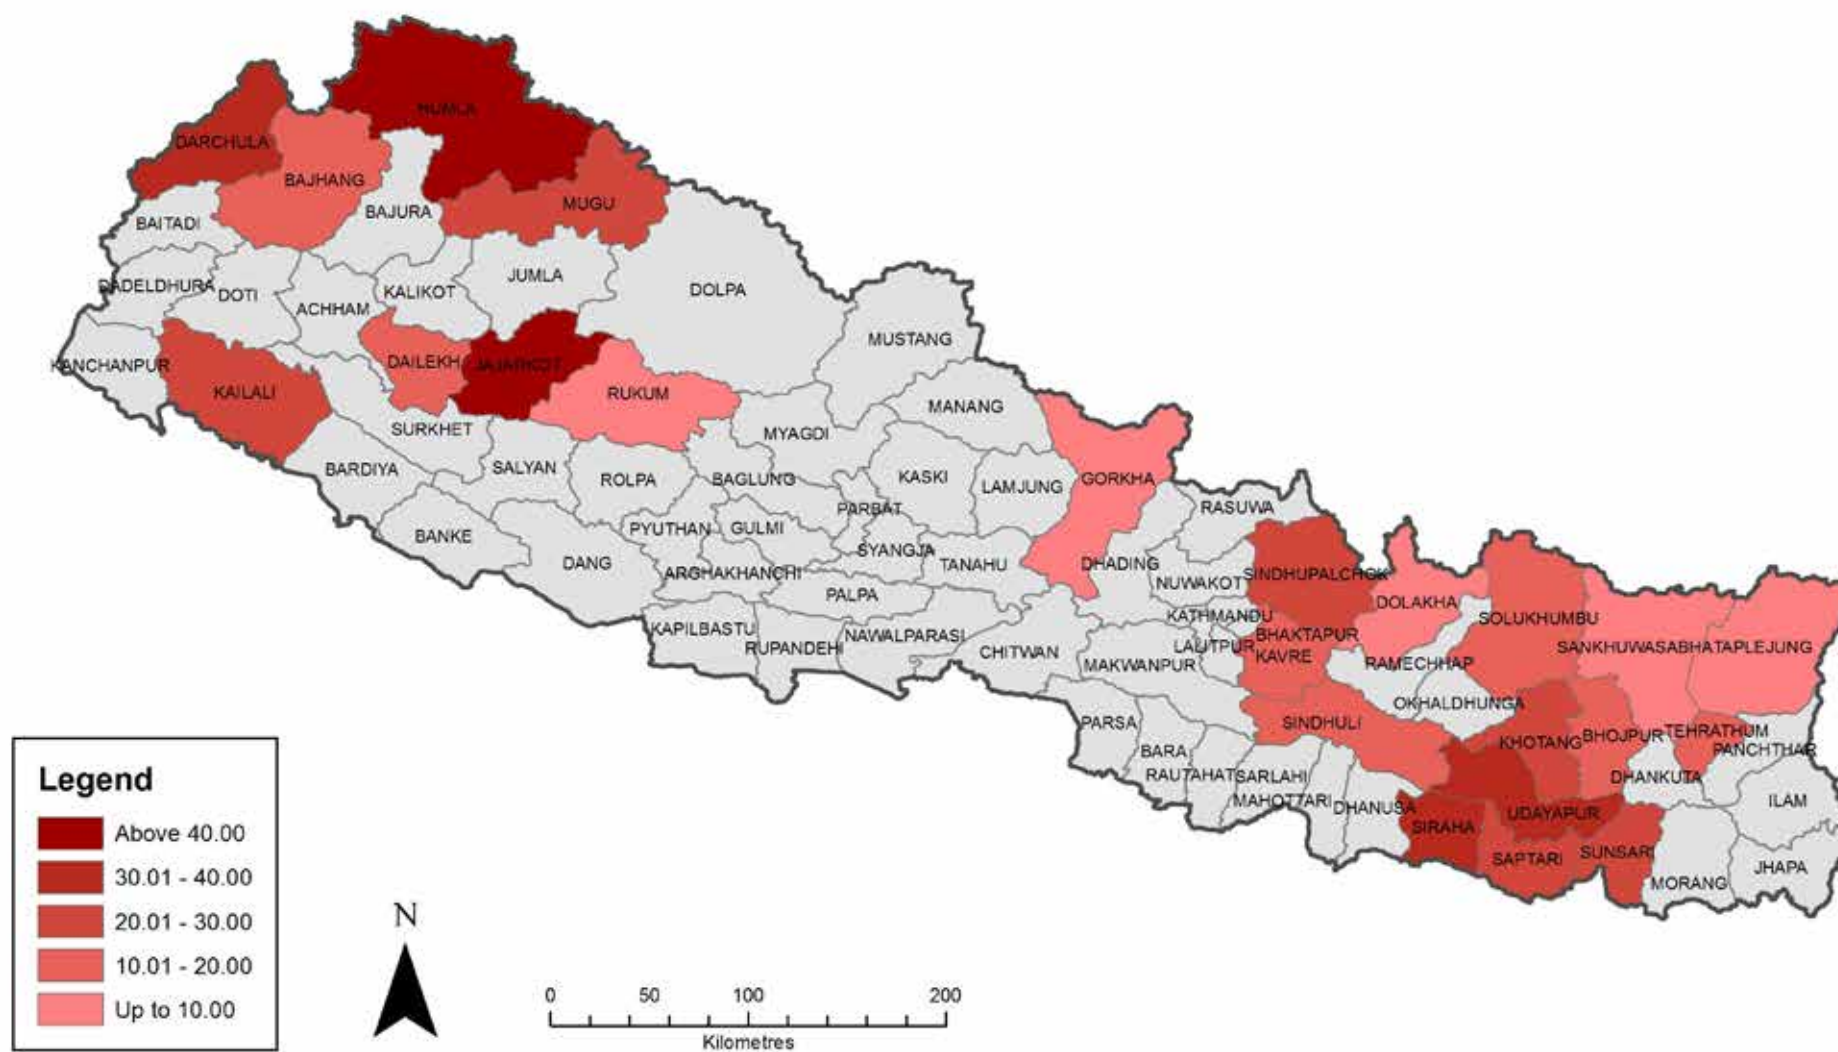 HUMLA
DARCHULA
BAJHANG
MUGU
BAJURA
BAITADI
JUMLA
DADELDHURA
DOTI
KALIKOT
DOLPA
ACHHAM
MUSTANG
KANCHANPUR
DAILEKH
JAJARKOT
KAILALI
RUKUM
MANANG
SURKHET
MYAGDI
BARDIYA
SALYAN
ROLPA
BAGLUNG
KASKI
LAMJUNG
GORKHA
RASUWA
PARBAT
BANKE
PYUTHAN
GULMI
SYANGJA
DANG
ARGHAKHANCHI
TANAHU
DHADING
NUWAKOT
SINDHUPALCHOK
PALPA
DOLAKHA
KATHMANDU
SOLUKHUMBU
KAPILBASTU
RUPANDEHI
NAWALPARASI
CHITWAN
LALITPUR
BHAKTAPUR
KAVRE
MAKWANPUR
RAMECHHAP
SANKHUWASABHA
TAPLEJUNG
OKHALDHUNGA
PARSA
SINDHULI
KHOTANG
BHOJPUR
TEHRATHUM
PANCHTHAR
BARA
RAUTAHAT
SARLAHI
DHANKUTA
MAHOTTARI
DHANUSA
ILAM
SIRAHA
UDAYAPUR
SAPTARI
SUNSARI
MORANG
JHAPA
Legend
Above 40.00
30.01 - 40.00
20.01 - 30.00
10.01 - 20.00
Up to 10.00
N
0 50 100 200
Kilometres